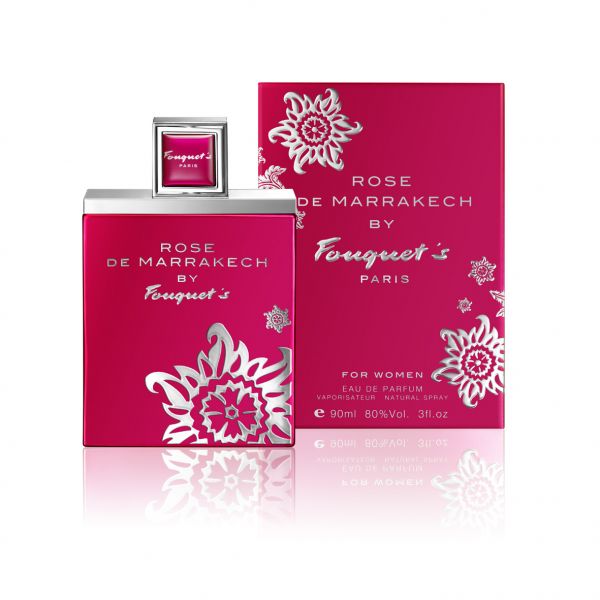 Fouquet's
PARIS
ROSE
DE MARRAKECH
BY
Fouquet's
ROSE
DE MARRAKECH
BY
Fouquet's
PARIS
FOR WOMEN
EAU DE PARFUM
VAPORISATEUR NATURAL SPRAY
e 90ml 80%Vol. 3fl.oz